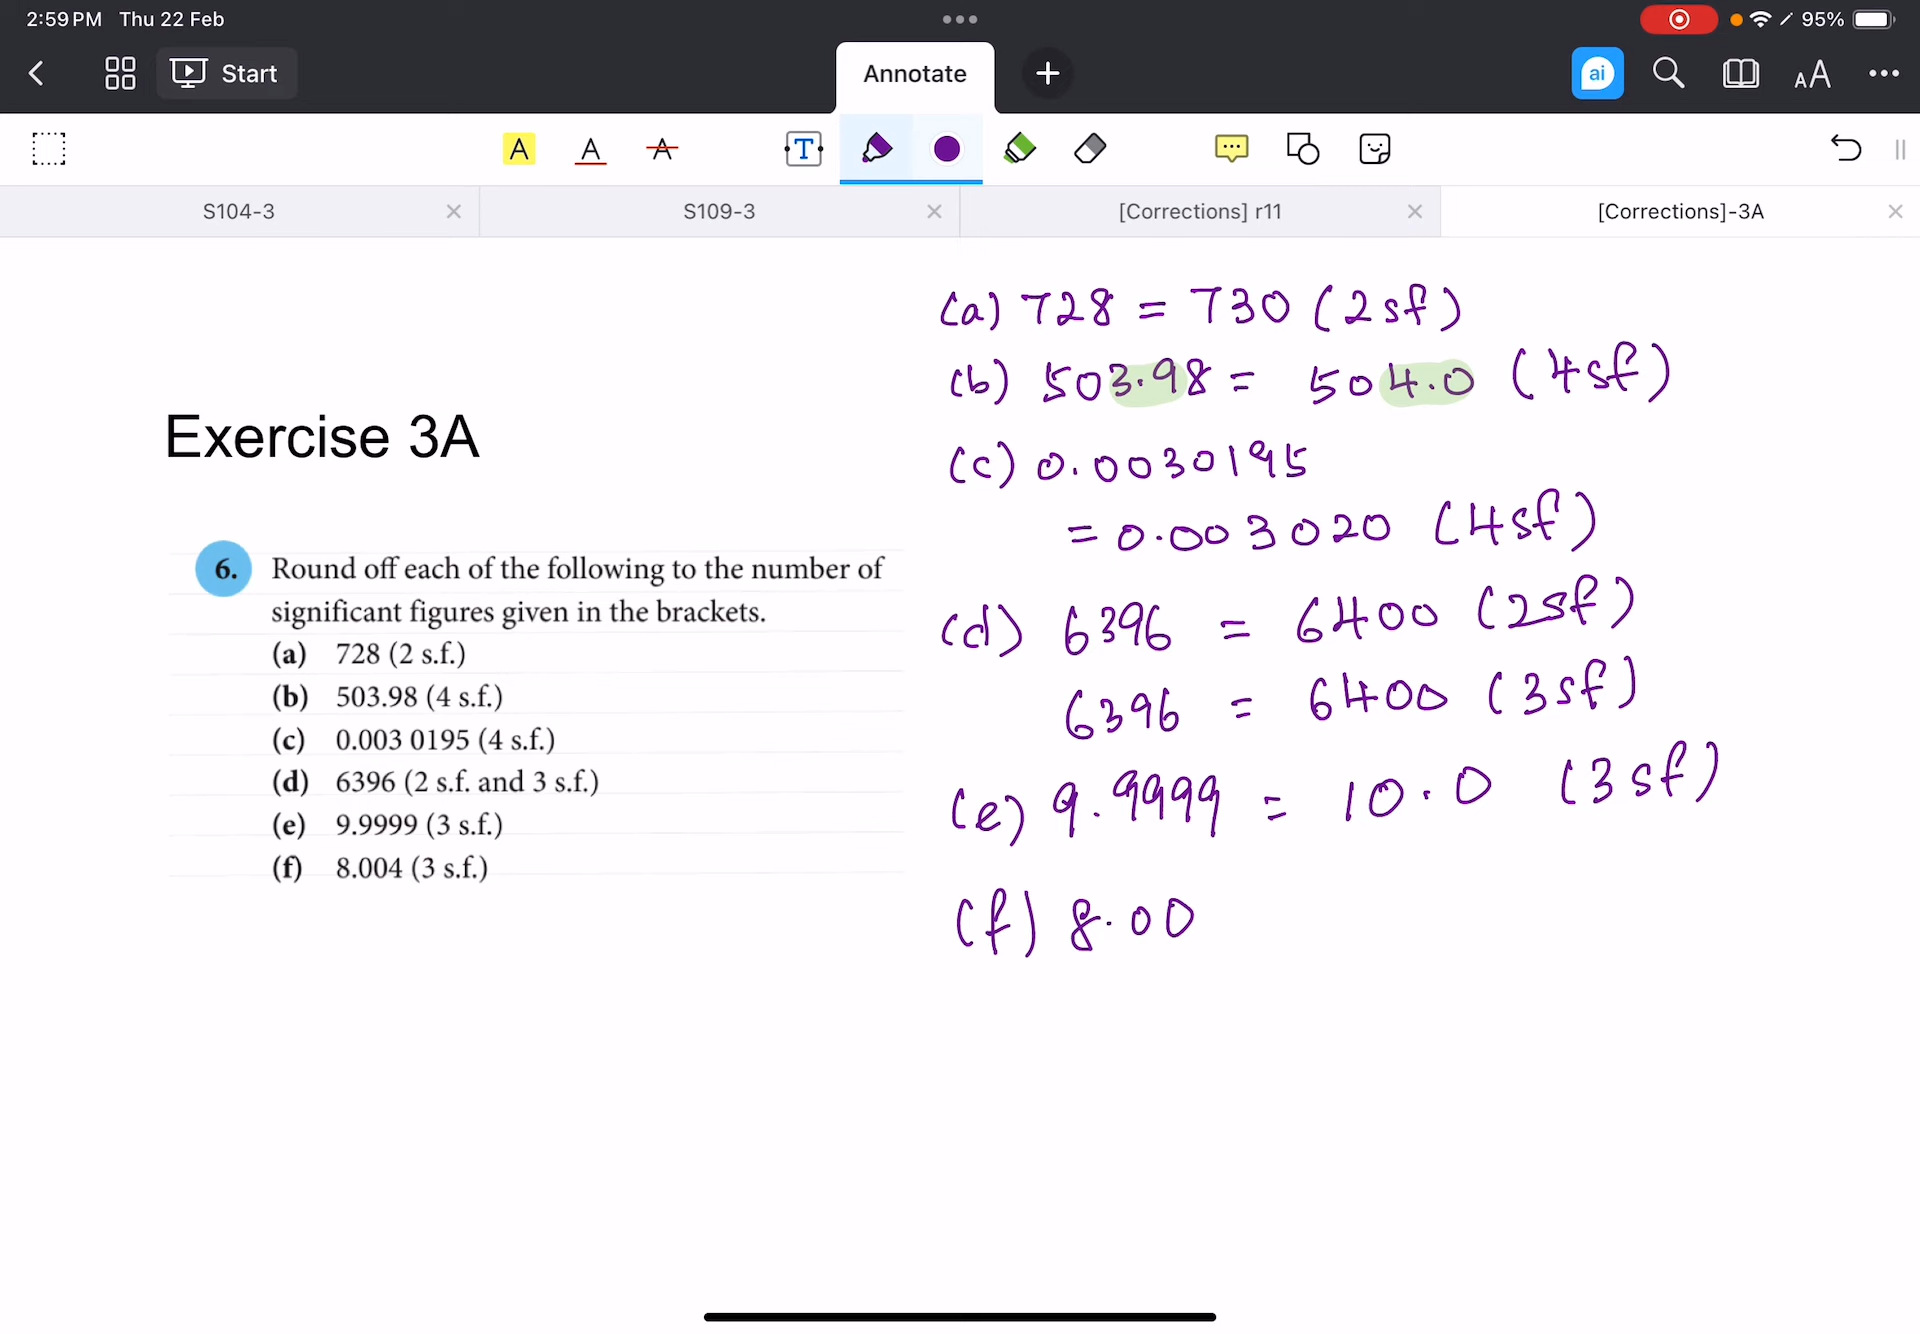 2:59 PM Thu 22 Feb
95%
Start
Annotate
ai
AA
A A A T
S104-3
S109-3
[Corrections] r11
[Corrections]-3A
Exercise 3A
6. Round off each of the following to the number of
significant figures given in the brackets.
(a) 728 (2 s.f.)
(b) 503.98 (4 s.f.)
(c) 0.003 0195 (4 s.f.)
(d) 6396 (2 s.f. and 3 s.f.)
(e) 9.9999 (3 s.f.)
(f) 8.004 (3 s.f.)
(a) 728 = 730 (2sf)
(b) 503.98 = 504.0 (4sf)
(c) 0.0030195
= 0.003020 (4sf)
(d) 6396 = 6400 (2sf)
6396 = 6400 (3sf)
(e) 9.9999 = 10.0 (3sf)
(f) 8.00